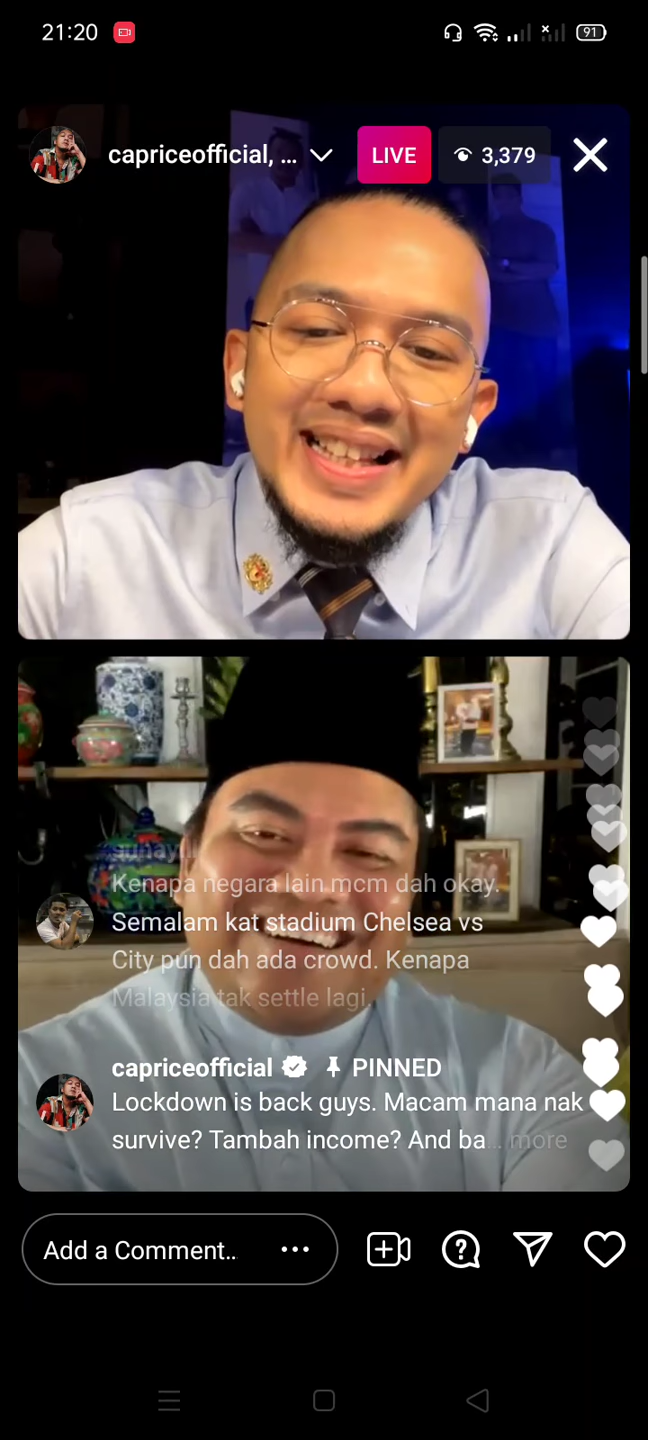 21:20
91
capriceofficial, ...
LIVE
3,379
suhayill
Kenapa negara lain mcm dah okay.
Semalam kat stadium Chelsea vs
City pun dah ada crowd. Kenapa
Malaysia tak settle lagi.
capriceofficial PINNED
Lockdown is back guys. Macam mana nak
survive? Tambah income? And ba... more
Add a Comment..